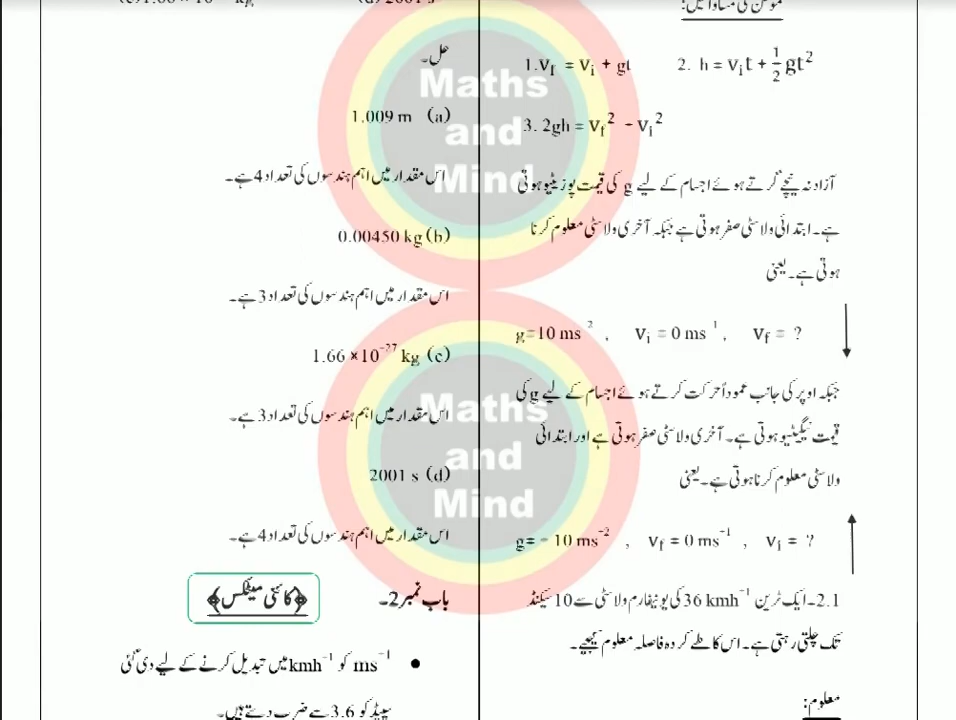 موشن کی مساواتیں:
1. Vf = Vi + gt   2. h = Vit + 1/2 gt²
3. 2gh = Vf² - Vi²
آزادانہ نیچے گرتے ہوئے اجسام کے لیے g کی قیمت پوزیٹیو ہوتی
ہے۔ ابتدائی ولاسٹی صفر ہوتی ہے جبکہ آخری ولاسٹی معلوم کرنا
ہوتی ہے۔ یعنی
g=10 ms⁻² , Vi = 0 ms⁻¹ , Vf = ?
جبکہ اوپر کی جانب عموداً حرکت کرتے ہوئے اجسام کے لیے g کی
قیمت نیگیٹیو ہوتی ہے۔ آخری ولاسٹی صفر ہوتی ہے اور ابتدائی
ولاسٹی معلوم کرنا ہوتی ہے۔ یعنی
g= - 10 ms⁻² , Vf = 0 ms⁻¹ , Vi = ?
2.1۔ ایک ٹرین 36 kmh⁻¹ کی یونیفارم ولاسٹی سے 10 سیکنڈ
تک چلتی رہتی ہے۔ اس کا طے کردہ فاصلہ معلوم کیجیے۔
معلوم:
حل۔
(a) 1.009 m
اس مقدار میں اہم ہندسوں کی تعداد 4 ہے۔
(b) 0.00450 kg
اس مقدار میں اہم ہندسوں کی تعداد 3 ہے۔
(c) 1.66 × 10⁻²⁷ kg
اس مقدار میں اہم ہندسوں کی تعداد 3 ہے۔
(d) 2001 s
اس مقدار میں اہم ہندسوں کی تعداد 4 ہے۔
باب نمبر 2۔ ﴿کائنی میٹکس﴾
● ms⁻¹ کو kmh⁻¹ میں تبدیل کرنے کے لیے دی گئی
سپیڈ کو 3.6 سے ضرب دیتے ہیں۔
Maths
and
Mind
Maths
and
Mind